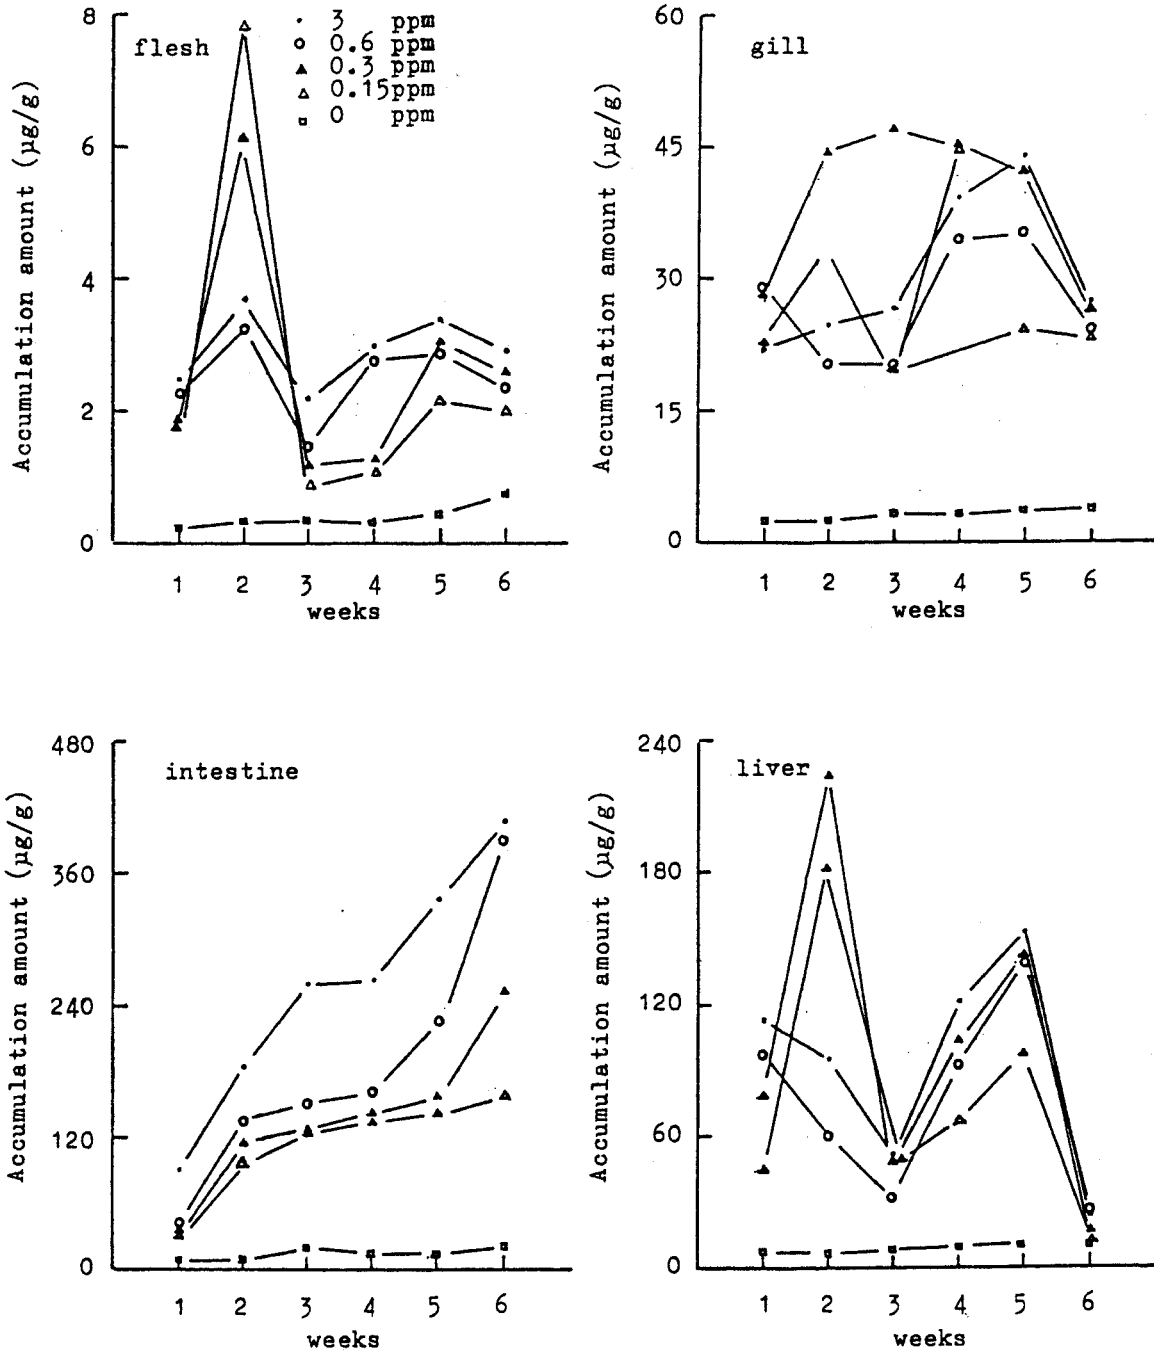 flesh
3 ppm
0.6 ppm
0.3 ppm
0.15ppm
0 ppm
Accumulation amount (µg/g)
8
6
4
2
0
1 2 3 4 5 6
weeks
gill
Accumulation amount (µg/g)
60
45
30
15
0
1 2 3 4 5 6
weeks
intestine
Accumulation amount (µg/g)
480
360
240
120
0
1 2 3 4 5 6
weeks
liver
Accumulation amount (µg/g)
240
180
120
60
0
1 2 3 4 5 6
weeks